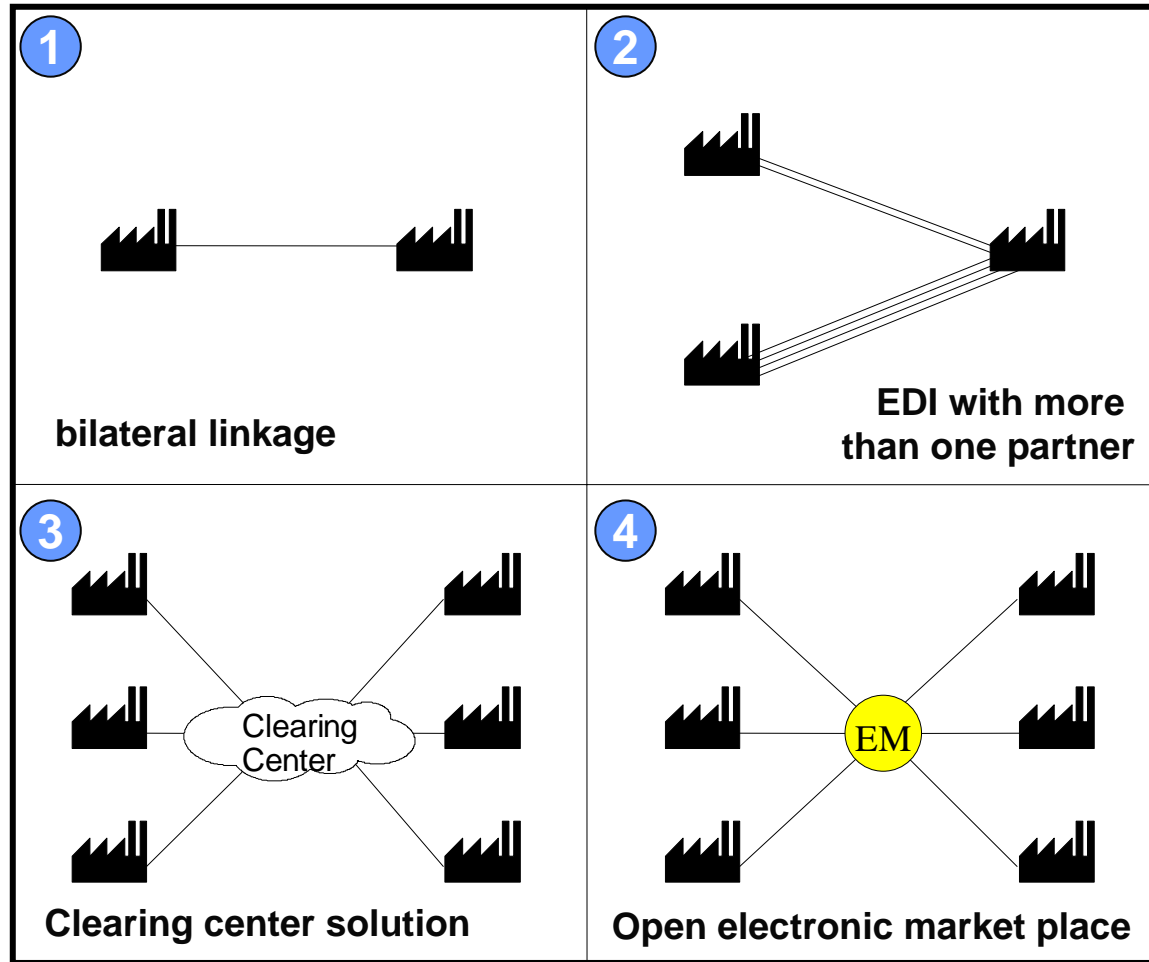 1
bilateral linkage
2
EDI with more
than one partner
3
Clearing
Center
Clearing center solution
4
EM
Open electronic market place